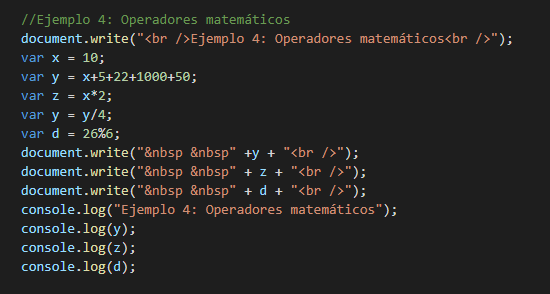 //Ejemplo 4: Operadores matemáticos
document.write("<br />Ejemplo 4: Operadores matemáticos<br />");
var x = 10;
var y = x+5+22+1000+50;
var z = x*2;
var y = y/4;
var d = 26%6;
document.write("&nbsp &nbsp" +y + "<br />");
document.write("&nbsp &nbsp" + z + "<br />");
document.write("&nbsp &nbsp" + d + "<br />");
console.log("Ejemplo 4: Operadores matemáticos");
console.log(y);
console.log(z);
console.log(d);